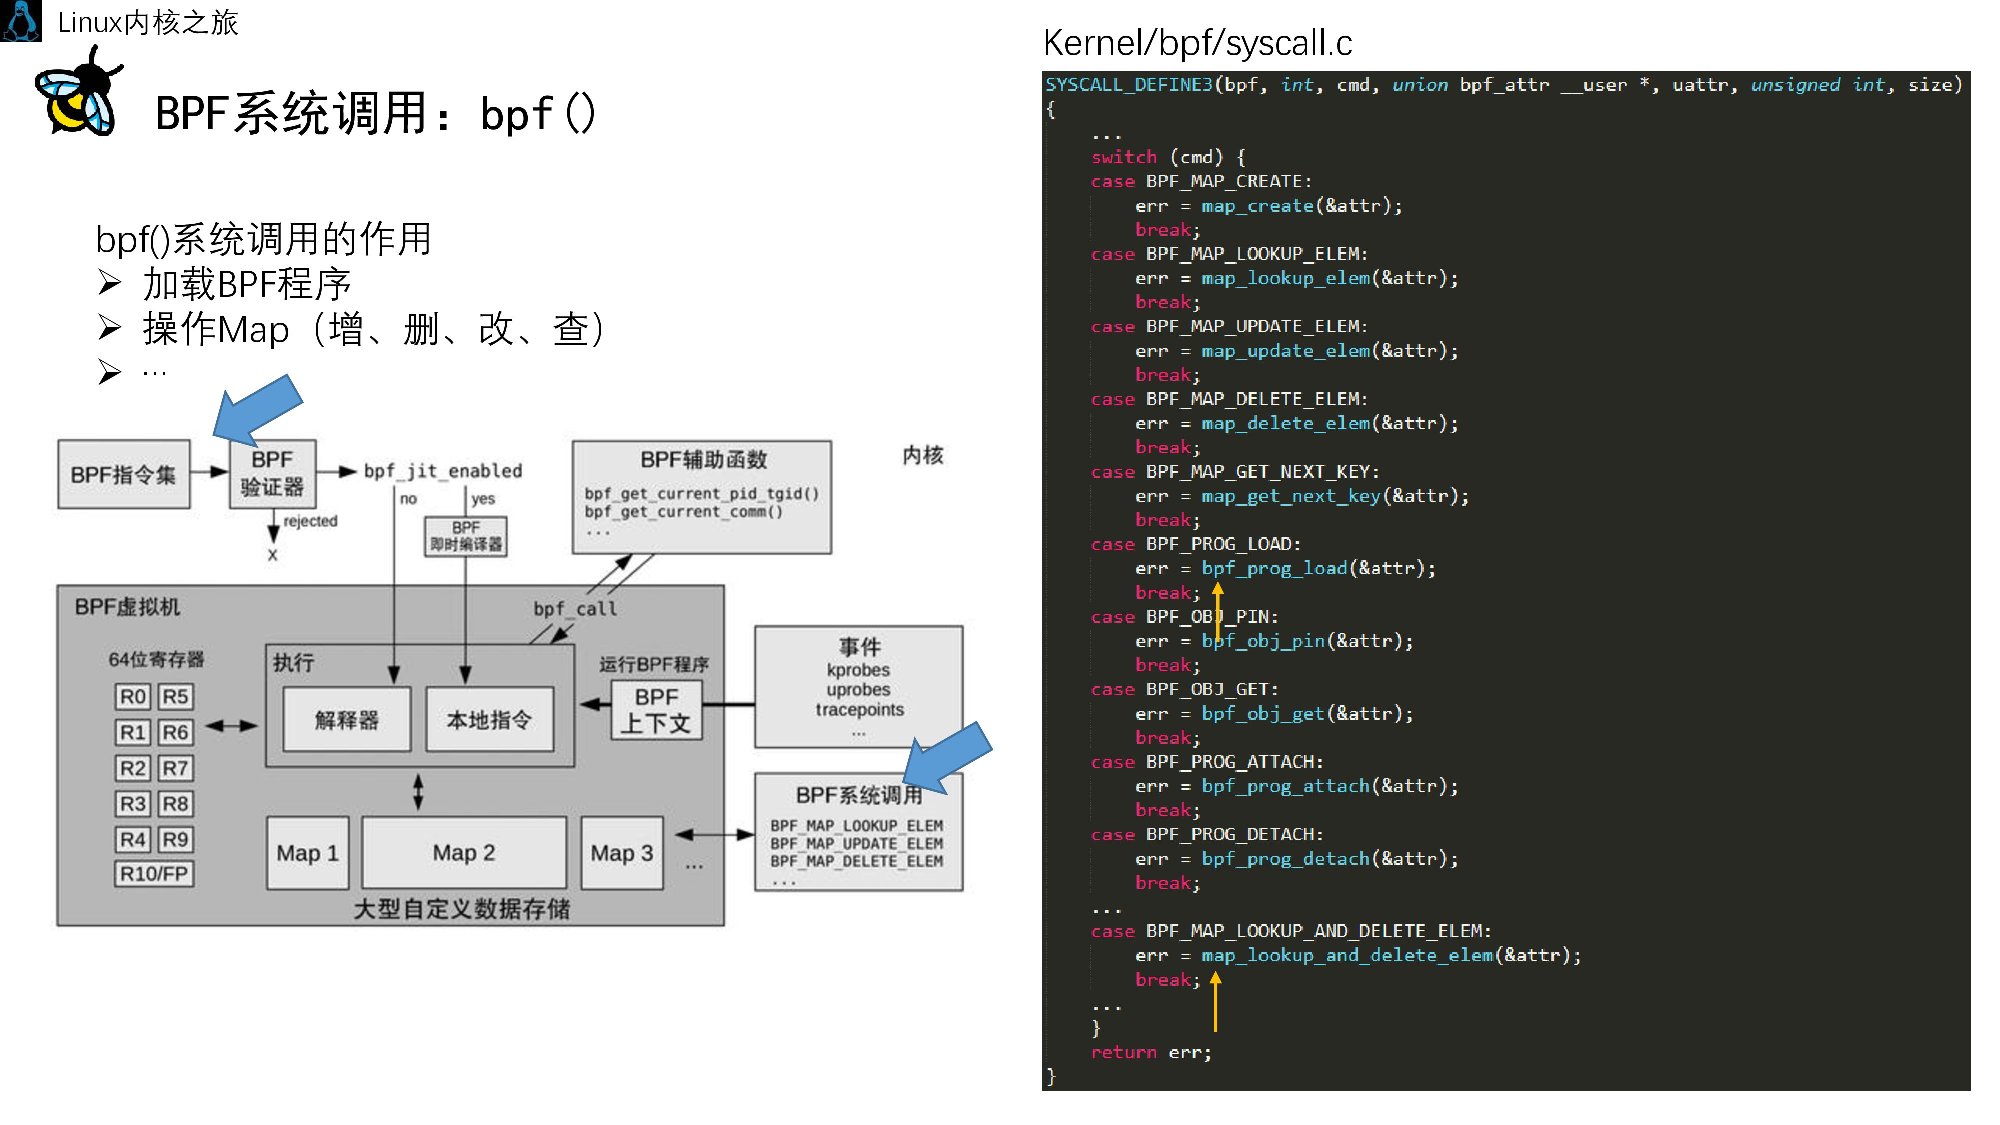 Linux内核之旅
BPF系统调用：bpf()
bpf()系统调用的作用
➢ 加载BPF程序
➢ 操作Map（增、删、改、查）
➢ …
BPF指令集
BPF
验证器
rejected
X
bpf_jit_enabled
no
yes
BPF
即时编译器
BPF辅助函数
bpf_get_current_pid_tgid()
bpf_get_current_comm()
...
内核
BPF虚拟机
bpf_call
64位寄存器
R0 R5
R1 R6
R2 R7
R3 R8
R4 R9
R10/FP
执行
解释器
本地指令
运行BPF程序
BPF
上下文
事件
kprobes
uprobes
tracepoints
...
Map 1
Map 2
Map 3
...
大型自定义数据存储
BPF系统调用
BPF_MAP_LOOKUP_ELEM
BPF_MAP_UPDATE_ELEM
BPF_MAP_DELETE_ELEM
...
Kernel/bpf/syscall.c
SYSCALL_DEFINE3(bpf, int, cmd, union bpf_attr __user *, uattr, unsigned int, size)
{
    ...
    switch (cmd) {
    case BPF_MAP_CREATE:
        err = map_create(&attr);
        break;
    case BPF_MAP_LOOKUP_ELEM:
        err = map_lookup_elem(&attr);
        break;
    case BPF_MAP_UPDATE_ELEM:
        err = map_update_elem(&attr);
        break;
    case BPF_MAP_DELETE_ELEM:
        err = map_delete_elem(&attr);
        break;
    case BPF_MAP_GET_NEXT_KEY:
        err = map_get_next_key(&attr);
        break;
    case BPF_PROG_LOAD:
        err = bpf_prog_load(&attr);
        break;
    case BPF_OBJ_PIN:
        err = bpf_obj_pin(&attr);
        break;
    case BPF_OBJ_GET:
        err = bpf_obj_get(&attr);
        break;
    case BPF_PROG_ATTACH:
        err = bpf_prog_attach(&attr);
        break;
    case BPF_PROG_DETACH:
        err = bpf_prog_detach(&attr);
        break;
    ...
    case BPF_MAP_LOOKUP_AND_DELETE_ELEM:
        err = map_lookup_and_delete_elem(&attr);
        break;
    ...
    }
    return err;
}